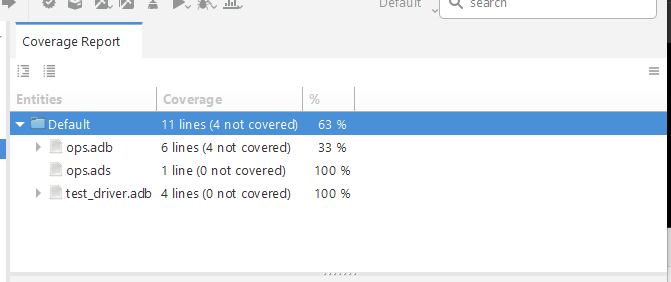 Default
search
Coverage Report
Entities Coverage %
Default 11 lines (4 not covered) 63 %
ops.adb 6 lines (4 not covered) 33 %
ops.ads 1 line (0 not covered) 100 %
test_driver.adb 4 lines (0 not covered) 100 %